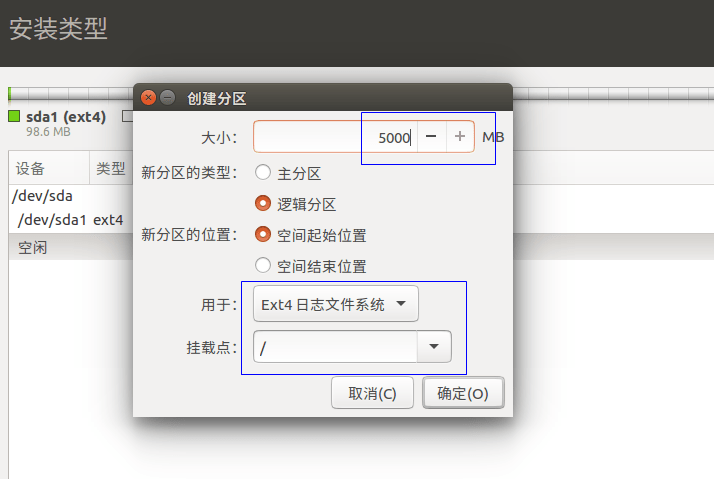 安装类型
sda1 (ext4)
98.6 MB
设备 类型
/dev/sda
/dev/sda1 ext4
空闲
创建分区
大小： 5000 MB
新分区的类型： 主分区
逻辑分区
新分区的位置： 空间起始位置
空间结束位置
用于： Ext4 日志文件系统
挂载点： /
取消(C) 确定(O)